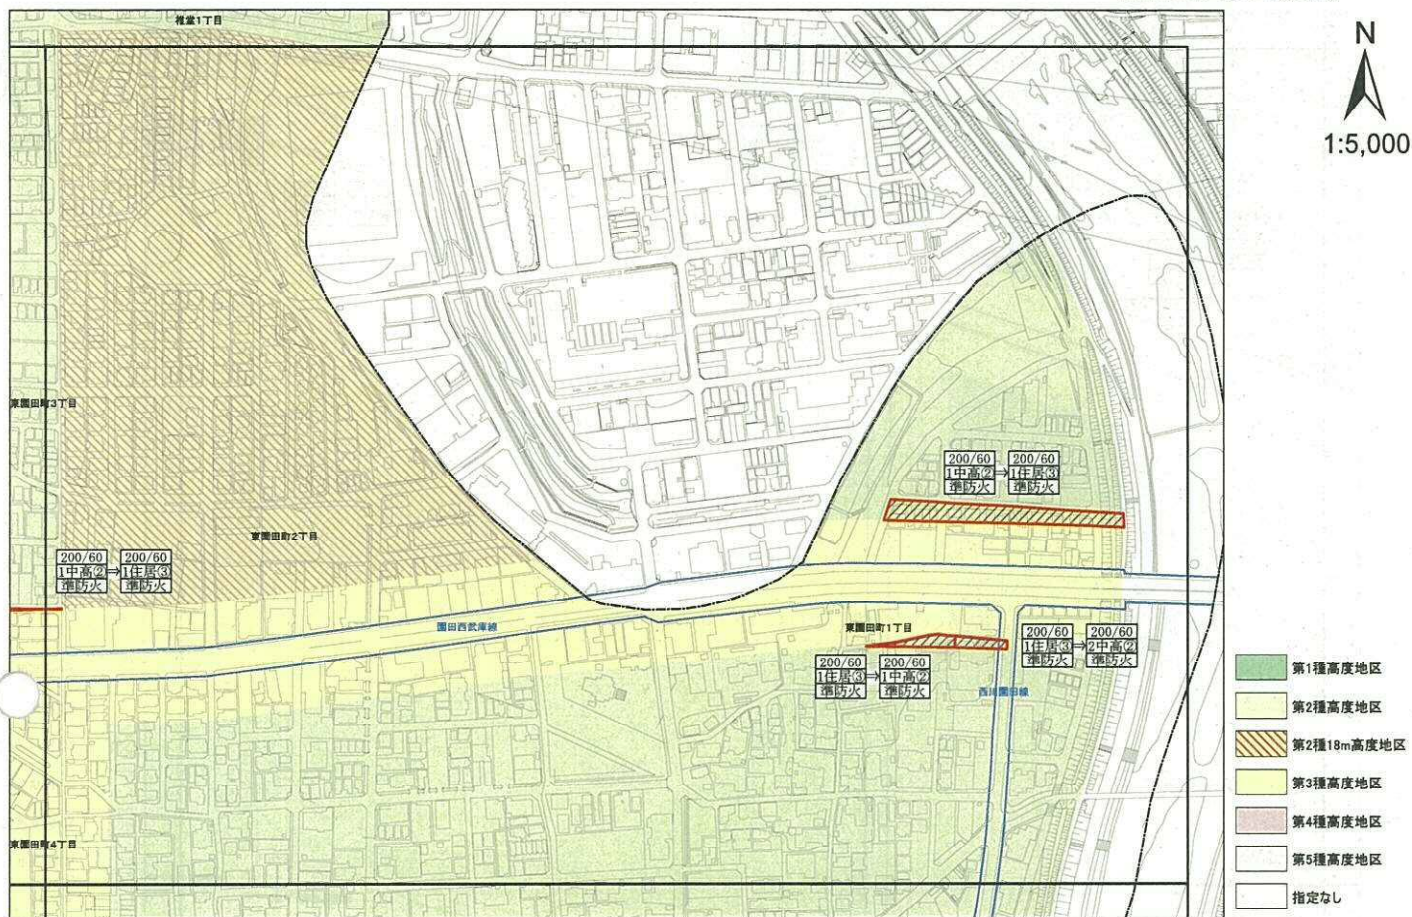 椎堂1丁目
N
1:5,000
東園田町3丁目
200/60 200/60
1中高②⇒1住居③
準防火 準防火
東園田町2丁目
200/60 200/60
1中高②⇒1住居③
準防火 準防火
園田西武庫線
東園田町1丁目
200/60 200/60
1住居③⇒2中高②
準防火 準防火
200/60 200/60
1住居③⇒1中高②
準防火 準防火
西川園田線
東園田町4丁目
第1種高度地区
第2種高度地区
第2種18m高度地区
第3種高度地区
第4種高度地区
第5種高度地区
指定なし